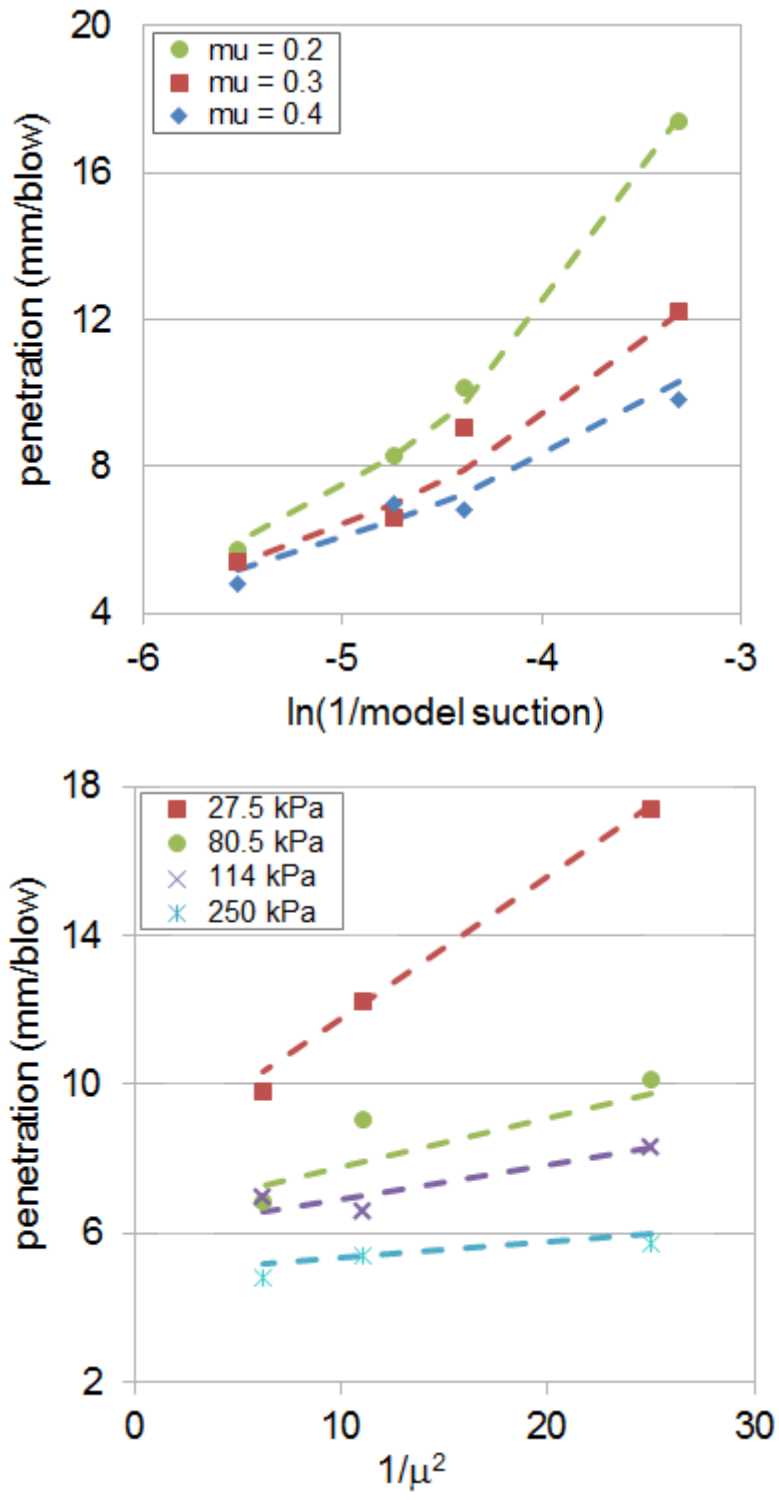 20
16
12
8
4
penetration (mm/blow)
mu = 0.2
mu = 0.3
mu = 0.4
-6 -5 -4 -3
ln(1/model suction)
18
14
10
6
2
penetration (mm/blow)
27.5 kPa
80.5 kPa
114 kPa
250 kPa
0 10 20 30
1/μ²